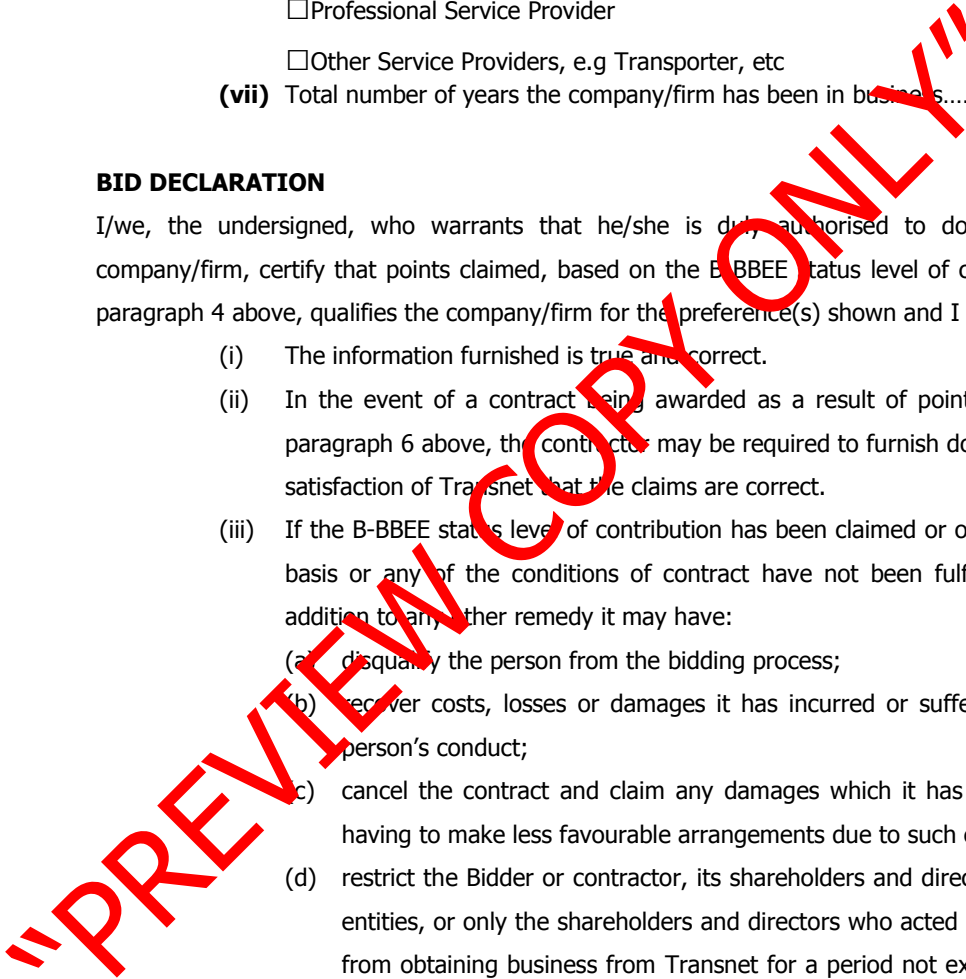 ☐Professional Service Provider
☐Other Service Providers, e.g Transporter, etc
(vii) Total number of years the company/firm has been in business….
BID DECLARATION
I/we, the undersigned, who warrants that he/she is duly authorised to do
company/firm, certify that points claimed, based on the B-BBEE status level of
paragraph 4 above, qualifies the company/firm for the preference(s) shown and I
(i) The information furnished is true and correct.
(ii) In the event of a contract being awarded as a result of point
paragraph 6 above, the contractor may be required to furnish do
satisfaction of Transnet that the claims are correct.
(iii) If the B-BBEE status level of contribution has been claimed or o
basis or any of the conditions of contract have not been fulf
addition to any other remedy it may have:
(a) disqualify the person from the bidding process;
(b) recover costs, losses or damages it has incurred or suffe
person's conduct;
(c) cancel the contract and claim any damages which it has
having to make less favourable arrangements due to such
(d) restrict the Bidder or contractor, its shareholders and direc
entities, or only the shareholders and directors who acted
from obtaining business from Transnet for a period not ex
"PREVIEW COPY ONLY"